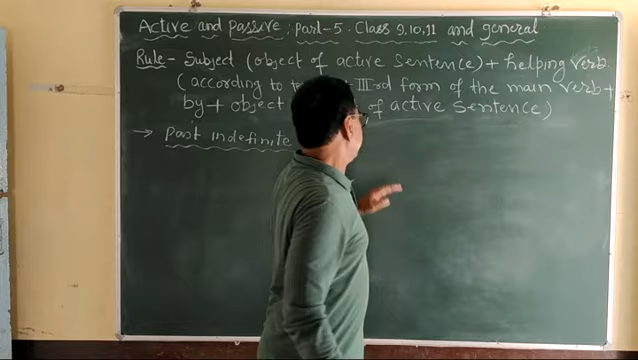 Active and Passive: Part-5. Class 9,10,11 and general
Rule- Subject (object of active sentence) + helping verb.
(according to IIIrd form of the main verb +
by + object of active sentence)
→ Past indefinite